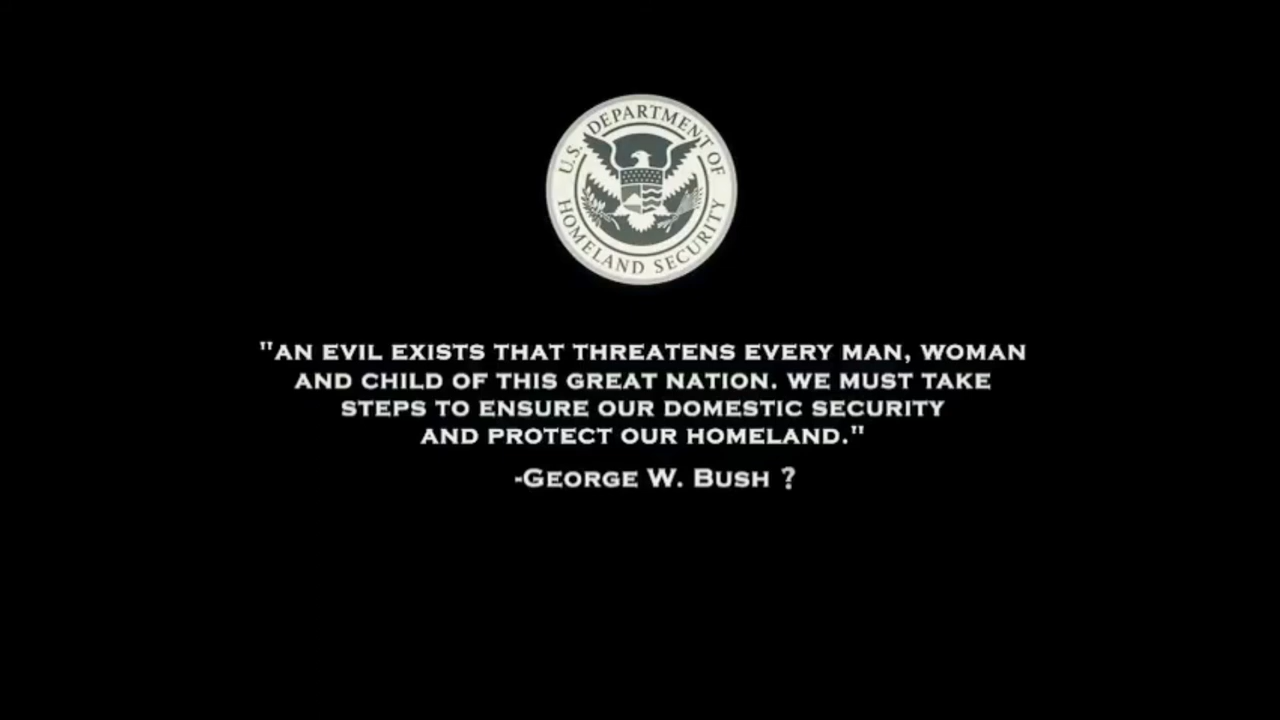 U.S. DEPARTMENT OF
HOMELAND SECURITY
"AN EVIL EXISTS THAT THREATENS EVERY MAN, WOMAN
AND CHILD OF THIS GREAT NATION. WE MUST TAKE
STEPS TO ENSURE OUR DOMESTIC SECURITY
AND PROTECT OUR HOMELAND."
-GEORGE W. BUSH ?